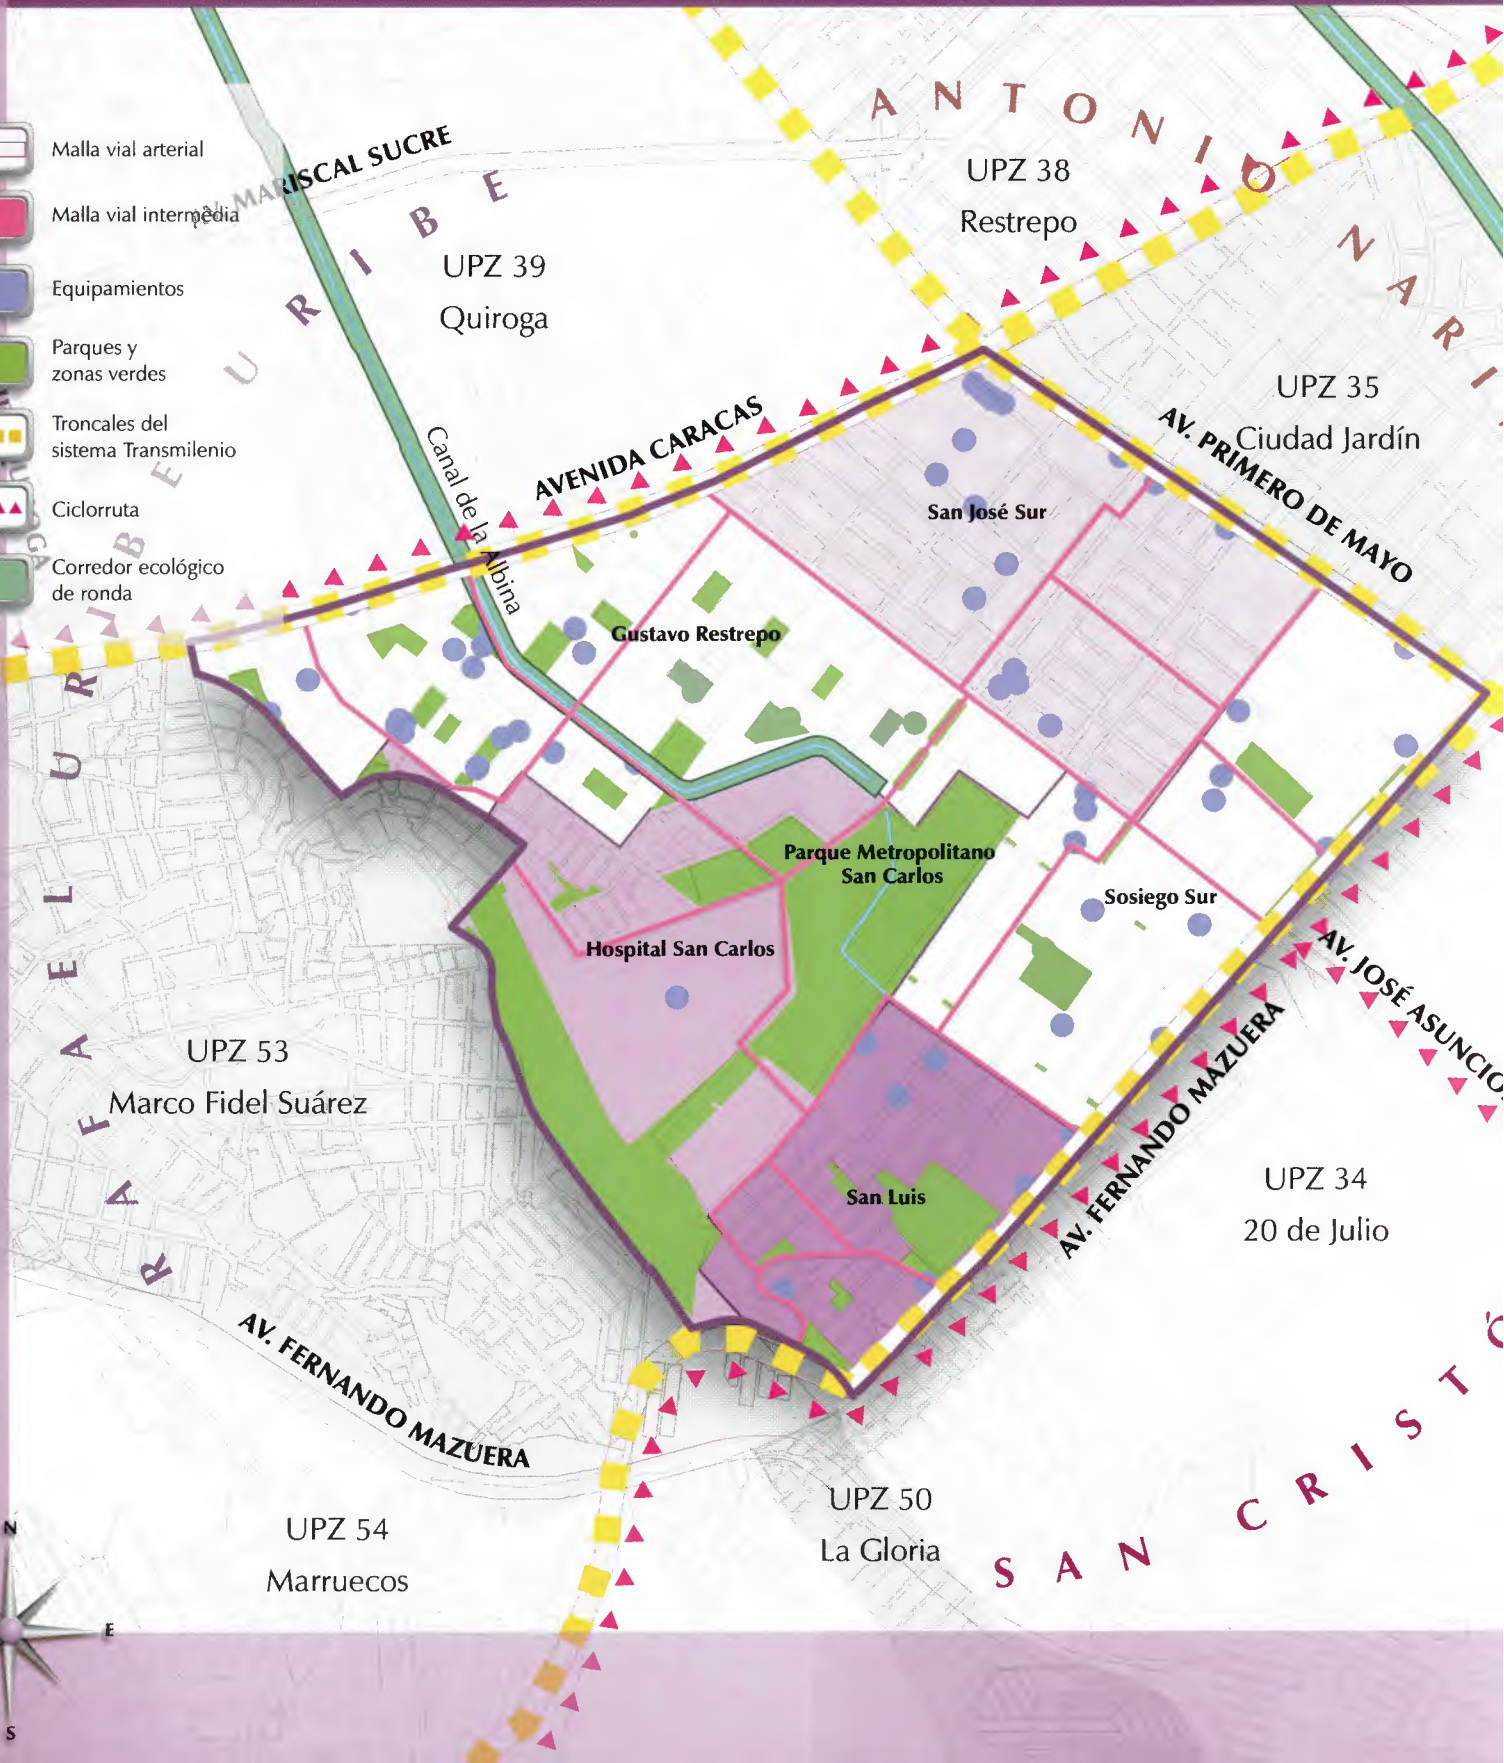 Malla vial arterial
Malla vial intermedia
Equipamientos
Parques y
zonas verdes
Troncales del
sistema Transmilenio
Ciclorruta
Corredor ecológico
de ronda
AV. MARISCAL SUCRE
RAFAEL URIBE URIBE
ANTONIO NARI
UPZ 38
Restrepo
UPZ 39
Quiroga
UPZ 35
Ciudad Jardín
AV. PRIMERO DE MAYO
AVENIDA CARACAS
Canal de la Albina
San José Sur
Gustavo Restrepo
Parque Metropolitano
San Carlos
Sosiego Sur
Hospital San Carlos
AV. JOSÉ ASUNCIÓ
AV. FERNANDO MAZUERA
UPZ 53
Marco Fidel Suárez
San Luis
UPZ 34
20 de Julio
AV. FERNANDO MAZUERA
UPZ 50
La Gloria
UPZ 54
Marruecos
SAN CRISTÓ
N
E
S